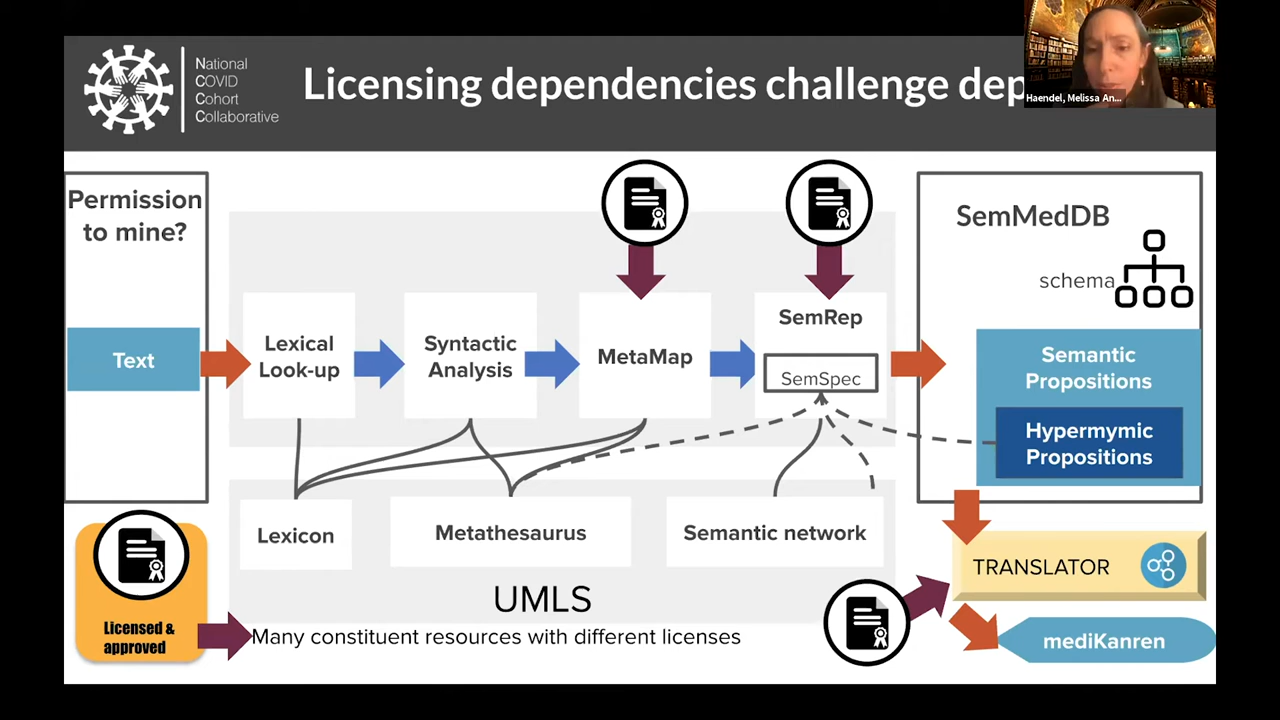 National
COVID
Cohort
Collaborative
Licensing dependencies challenge dep
Haendel, Melissa An...
Permission
to mine?
Text
Lexical
Look-up
Syntactic
Analysis
MetaMap
SemRep
SemSpec
SemMedDB
schema
Semantic
Propositions
Hypermymic
Propositions
Lexicon
Metathesaurus
Semantic network
UMLS
Licensed &
approved
Many constituent resources with different licenses
TRANSLATOR
mediKanren